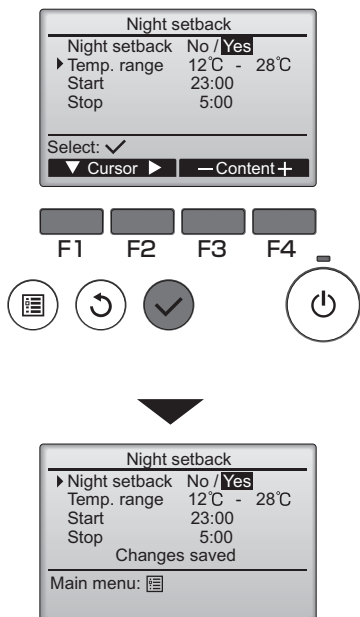 Night setback
Night setback No / Yes
Temp. range 12℃ - 28℃
Start 23:00
Stop 5:00
Select: ✓
▼ Cursor ▶ — Content +
F1 F2 F3 F4
Night setback
Night setback No / Yes
Temp. range 12℃ - 28℃
Start 23:00
Stop 5:00
Changes saved
Main menu: